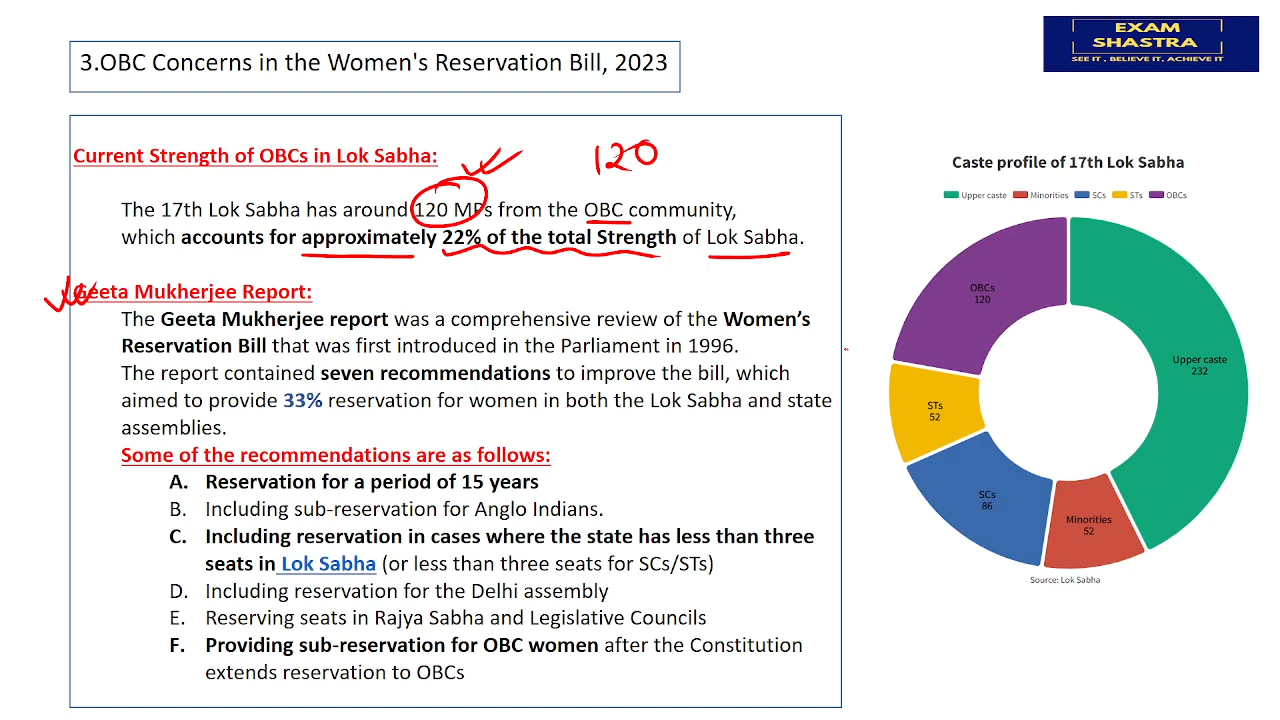 EXAM
SHASTRA
SEE IT , BELIEVE IT, ACHIEVE IT
3.OBC Concerns in the Women's Reservation Bill, 2023
Current Strength of OBCs in Lok Sabha:
120
The 17th Lok Sabha has around 120 MPs from the OBC community,
which accounts for approximately 22% of the total Strength of Lok Sabha.
Geeta Mukherjee Report:
The Geeta Mukherjee report was a comprehensive review of the Women's
Reservation Bill that was first introduced in the Parliament in 1996.
The report contained seven recommendations to improve the bill, which
aimed to provide 33% reservation for women in both the Lok Sabha and state
assemblies.
Some of the recommendations are as follows:
A. Reservation for a period of 15 years
B. Including sub-reservation for Anglo Indians.
C. Including reservation in cases where the state has less than three
seats in Lok Sabha (or less than three seats for SCs/STs)
D. Including reservation for the Delhi assembly
E. Reserving seats in Rajya Sabha and Legislative Councils
F. Providing sub-reservation for OBC women after the Constitution
extends reservation to OBCs
Caste profile of 17th Lok Sabha
Upper caste Minorities SCs STs OBCs
OBCs
120
Upper caste
232
STs
52
SCs
86
Minorities
52
Source: Lok Sabha